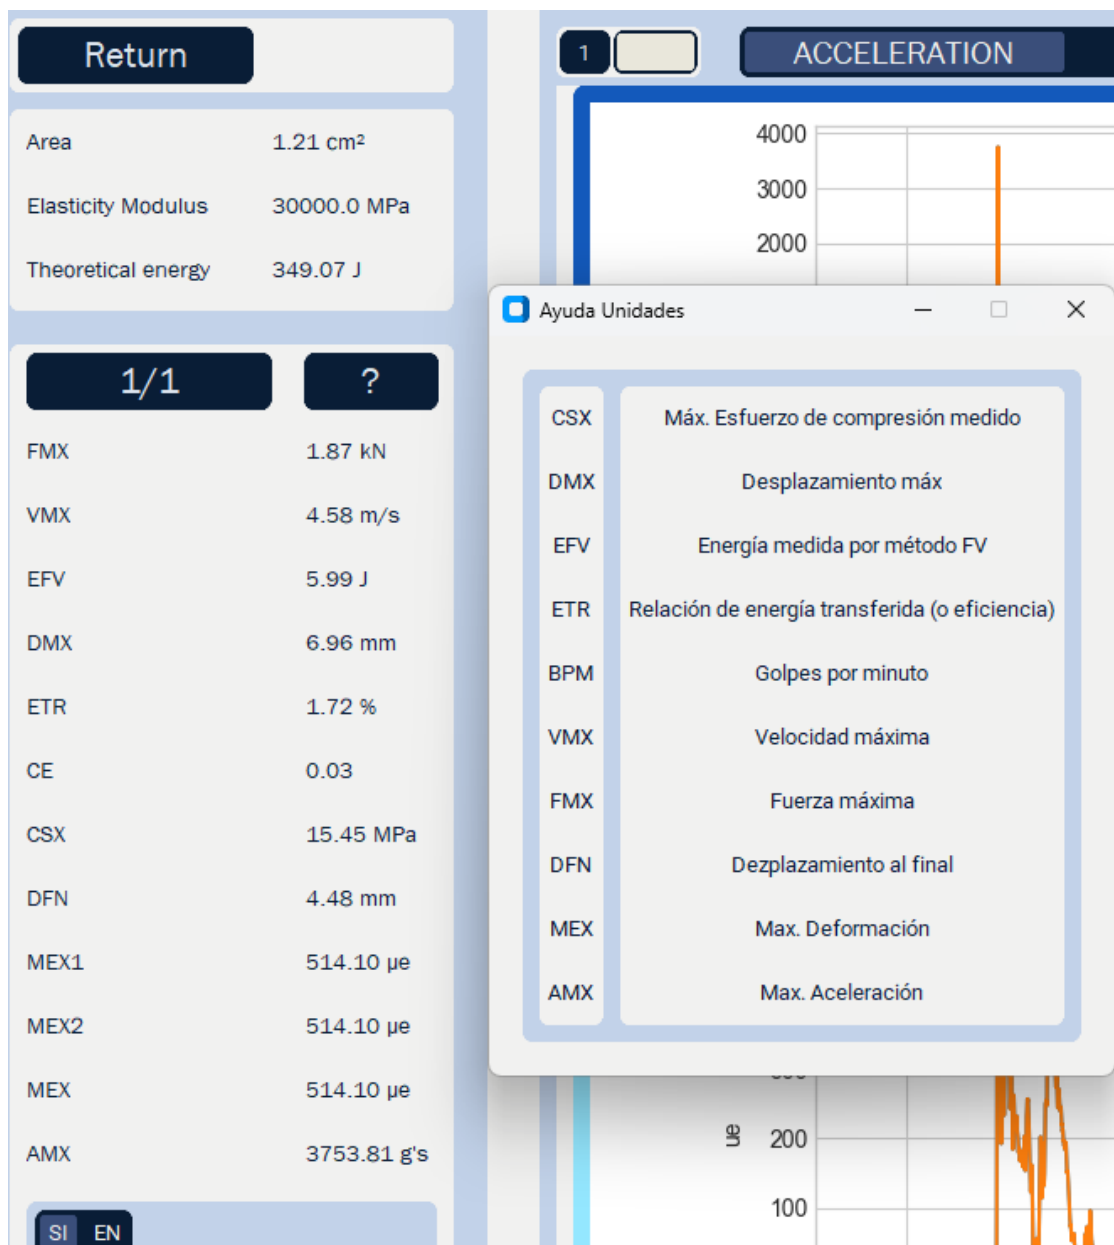 Return
Area 1.21 cm²
Elasticity Modulus 30000.0 MPa
Theoretical energy 349.07 J
1/1 ?
FMX 1.87 kN
VMX 4.58 m/s
EFV 5.99 J
DMX 6.96 mm
ETR 1.72 %
CE 0.03
CSX 15.45 MPa
DFN 4.48 mm
MEX1 514.10 µe
MEX2 514.10 µe
MEX 514.10 µe
AMX 3753.81 g's
SI EN
1 ACCELERATION
4000
3000
2000
Ayuda Unidades
CSX Máx. Esfuerzo de compresión medido
DMX Desplazamiento máx
EFV Energía medida por método FV
ETR Relación de energía transferida (o eficiencia)
BPM Golpes por minuto
VMX Velocidad máxima
FMX Fuerza máxima
DFN Dezplazamiento al final
MEX Max. Deformación
AMX Max. Aceleración
ue
200
100